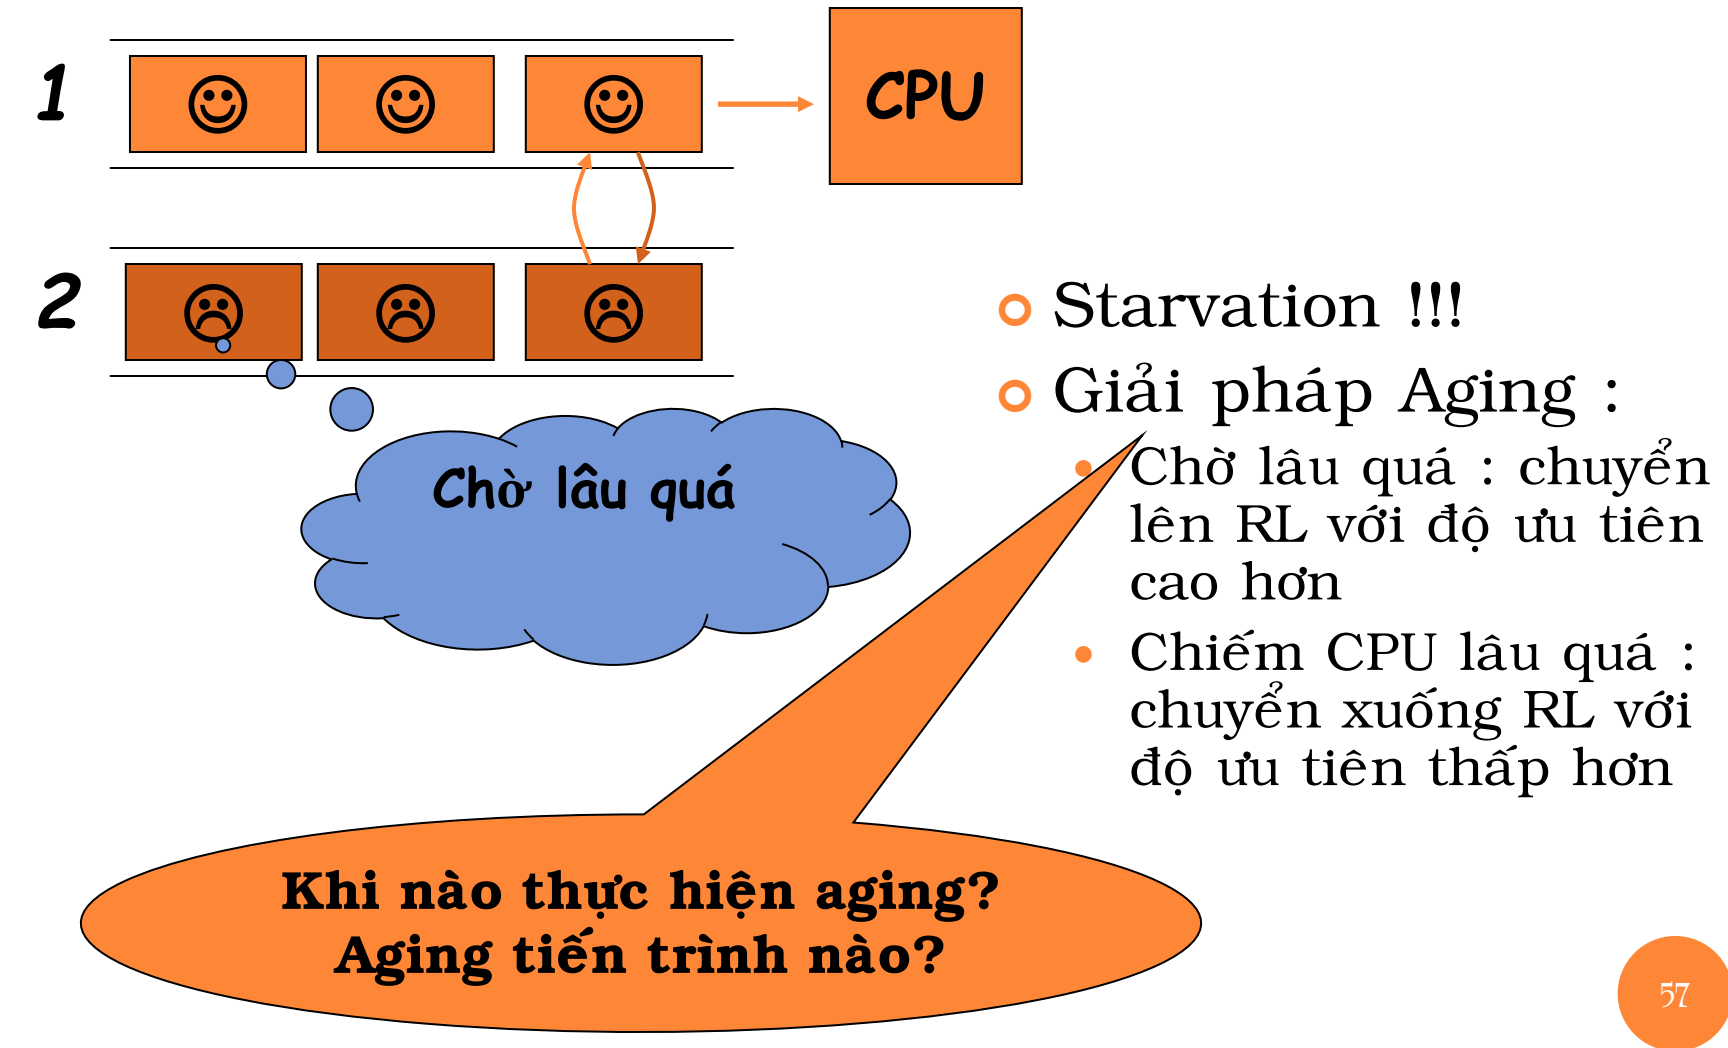 1
CPU
2
Chờ lâu quá
Starvation !!!
Giải pháp Aging :
Chờ lâu quá : chuyển
lên RL với độ ưu tiên
cao hơn
Chiếm CPU lâu quá :
chuyển xuống RL với
độ ưu tiên thấp hơn
Khi nào thực hiện aging?
Aging tiến trình nào?
57